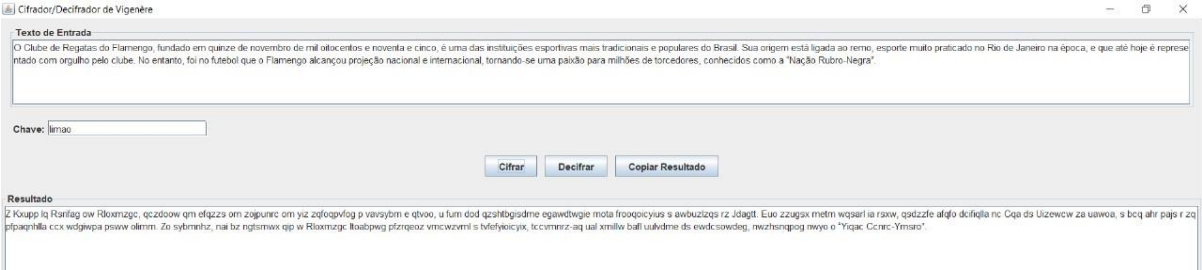 Cifrador/Decifrador de Vigenère
Texto de Entrada
O Clube de Regatas do Flamengo, fundado em quinze de novembro de mil oitocentos e noventa e cinco, é uma das instituições esportivas mais tradicionais e populares do Brasil. Sua origem está ligada ao remo, esporte muito praticado no Rio de Janeiro na época, e que até hoje é represe
ntado com orgulho pelo clube. No entanto, foi no futebol que o Flamengo alcançou projeção nacional e internacional, tornando-se uma paixão para milhões de torcedores, conhecidos como a "Nação Rubro-Negra".
Chave: limao
Cifrar Decifrar Copiar Resultado
Resultado
Z Kxupp lq Rsrifag ow Rloxmzgc, qczdoow qm efqzzs om zojpunrc om yiz zqfoqpvfog p vavsybm e qtvoo, u fum dod qzshtbgisdme egawdtwgie mota frooqoicyius s awbuzlzqs rz Jdagtt. Euo zzugsx metm wqsarl ia rsxw, qsdzzfe afqfo dcifiqlla nc Cqa ds Uizewcw za uawoa, s bcq ahr pajs r zq
pfpaqnhlla ccx wdgiwpa psww olimm. Zo sybmnhz, nai bz ngtsmwx qip w Rloxmzgc ltoabpwg pfzrqeoz vmcwzvml s tvfefyioicyix, tccvmnrz-aq ual xmillw bafl uulvdme ds ewdcsowdeg, nwzhsnqpog nwyo o "Yiqac Ccnrc-Ymsro".